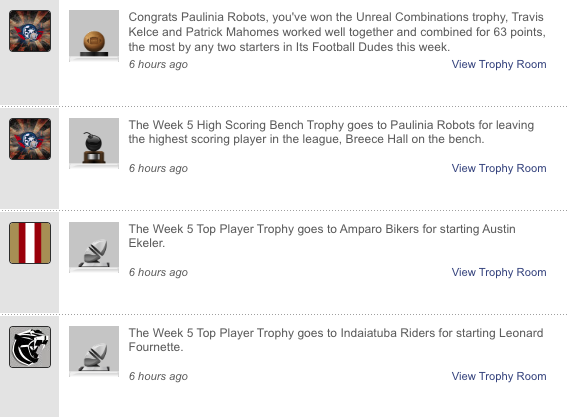 Congrats Paulinia Robots, you've won the Unreal Combinations trophy, Travis
Kelce and Patrick Mahomes worked well together and combined for 63 points,
the most by any two starters in Its Football Dudes this week.
6 hours ago View Trophy Room
The Week 5 High Scoring Bench Trophy goes to Paulinia Robots for leaving
the highest scoring player in the league, Breece Hall on the bench.
6 hours ago View Trophy Room
The Week 5 Top Player Trophy goes to Amparo Bikers for starting Austin
Ekeler.
6 hours ago View Trophy Room
The Week 5 Top Player Trophy goes to Indaiatuba Riders for starting Leonard
Fournette.
6 hours ago View Trophy Room